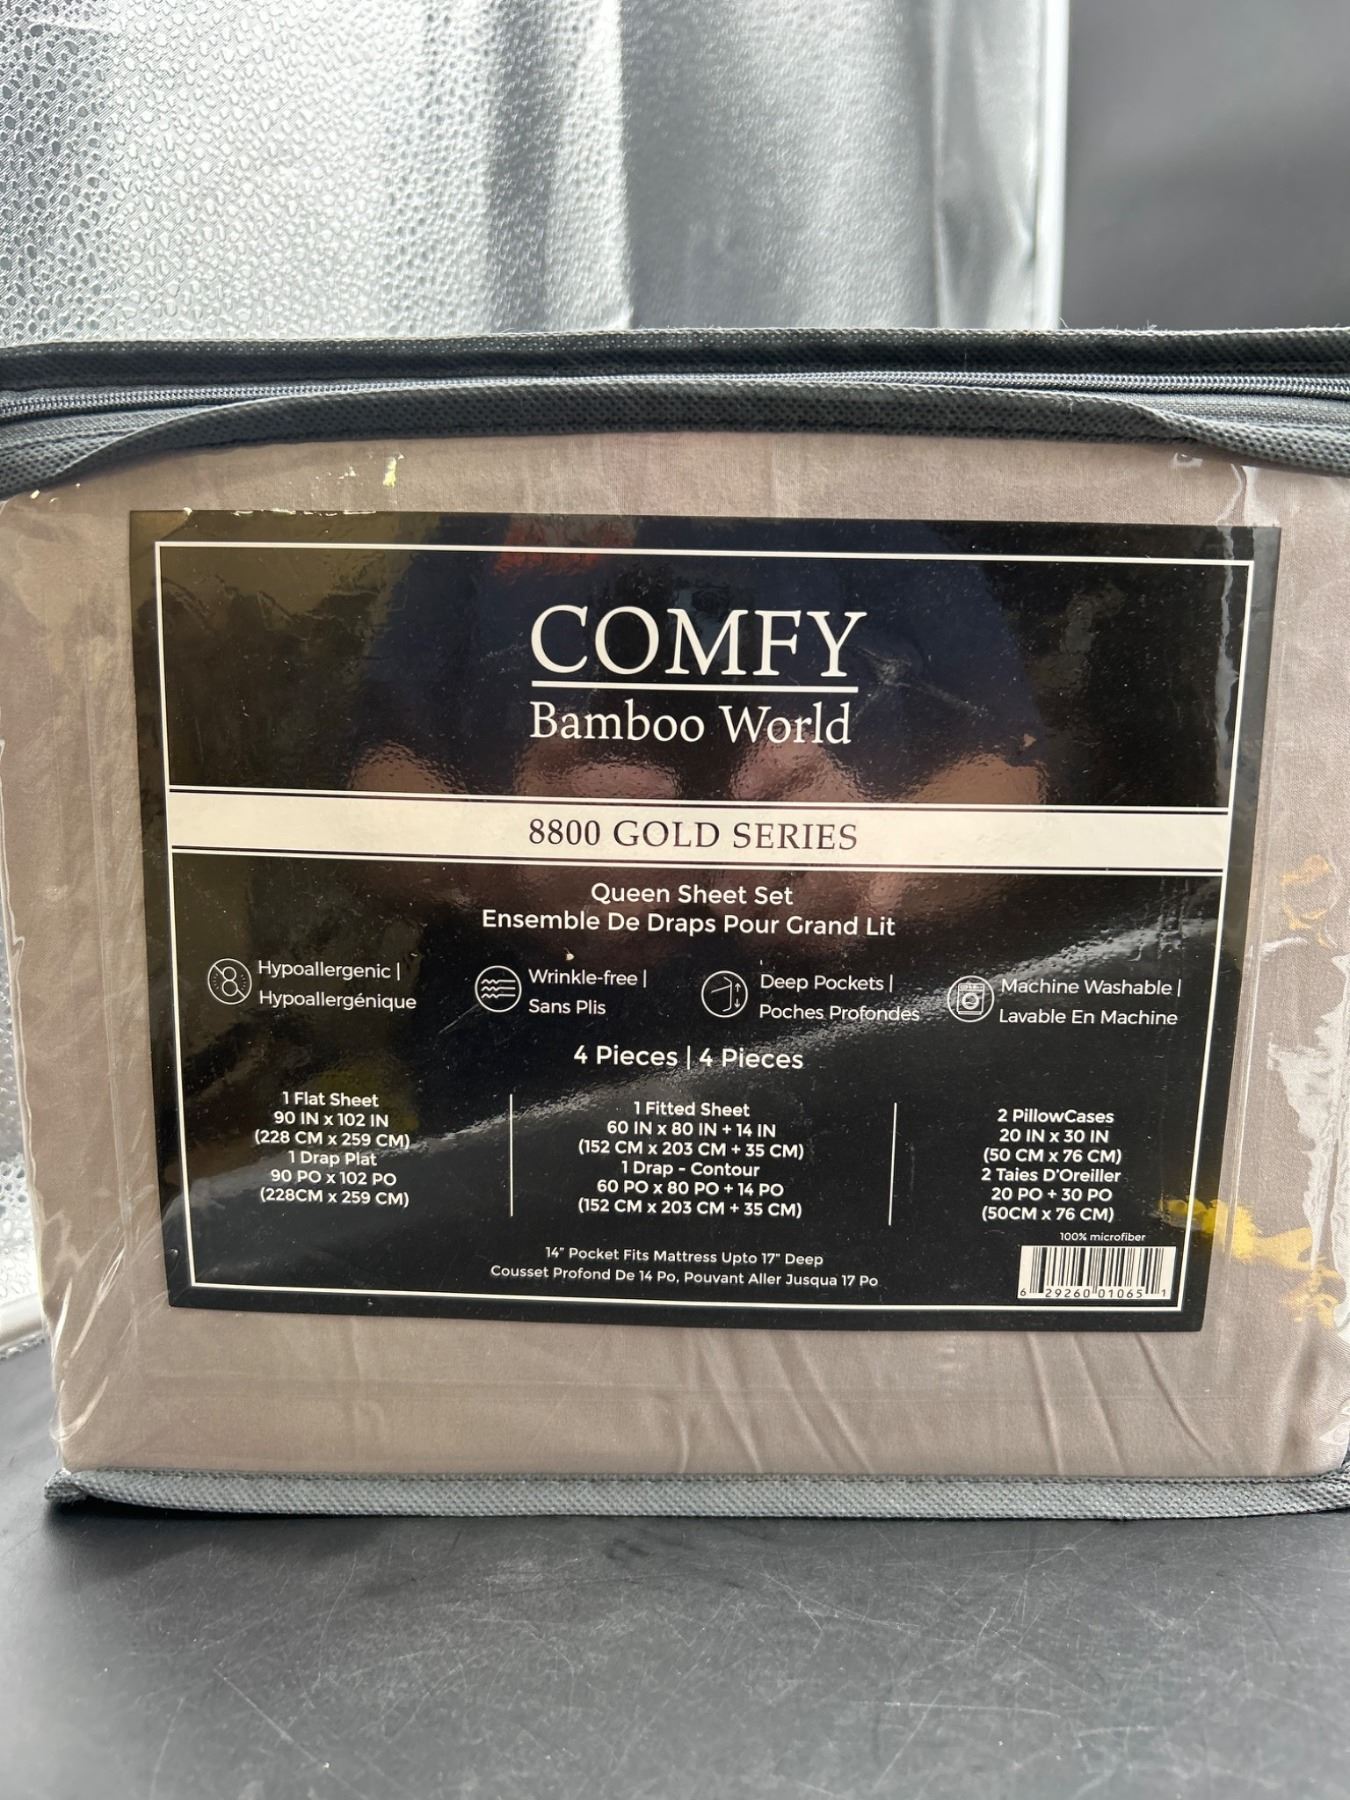 COMFY
Bamboo World
8800 GOLD SERIES
Queen Sheet Set
Ensemble De Draps Pour Grand Lit
Hypoallergenic |
Hypoallergénique
Wrinkle-free |
Sans Plis
Deep Pockets |
Poches Profondes
Machine Washable |
Lavable En Machine
4 Pieces | 4 Pieces
1 Flat Sheet
90 IN x 102 IN
(228 CM x 259 CM)
1 Drap Plat
90 PO x 102 PO
(228CM x 259 CM)
1 Fitted Sheet
60 IN x 80 IN + 14 IN
(152 CM x 203 CM + 35 CM)
1 Drap - Contour
60 PO x 80 PO + 14 PO
(152 CM x 203 CM + 35 CM)
2 PillowCases
20 IN x 30 IN
(50 CM x 76 CM)
2 Taies D'Oreiller
20 PO + 30 PO
(50CM x 76 CM)
14" Pocket Fits Mattress Upto 17" Deep
Cousset Profond De 14 Po, Pouvant Aller Jusqua 17 Po
100% microfiber
6 29260 01065 1